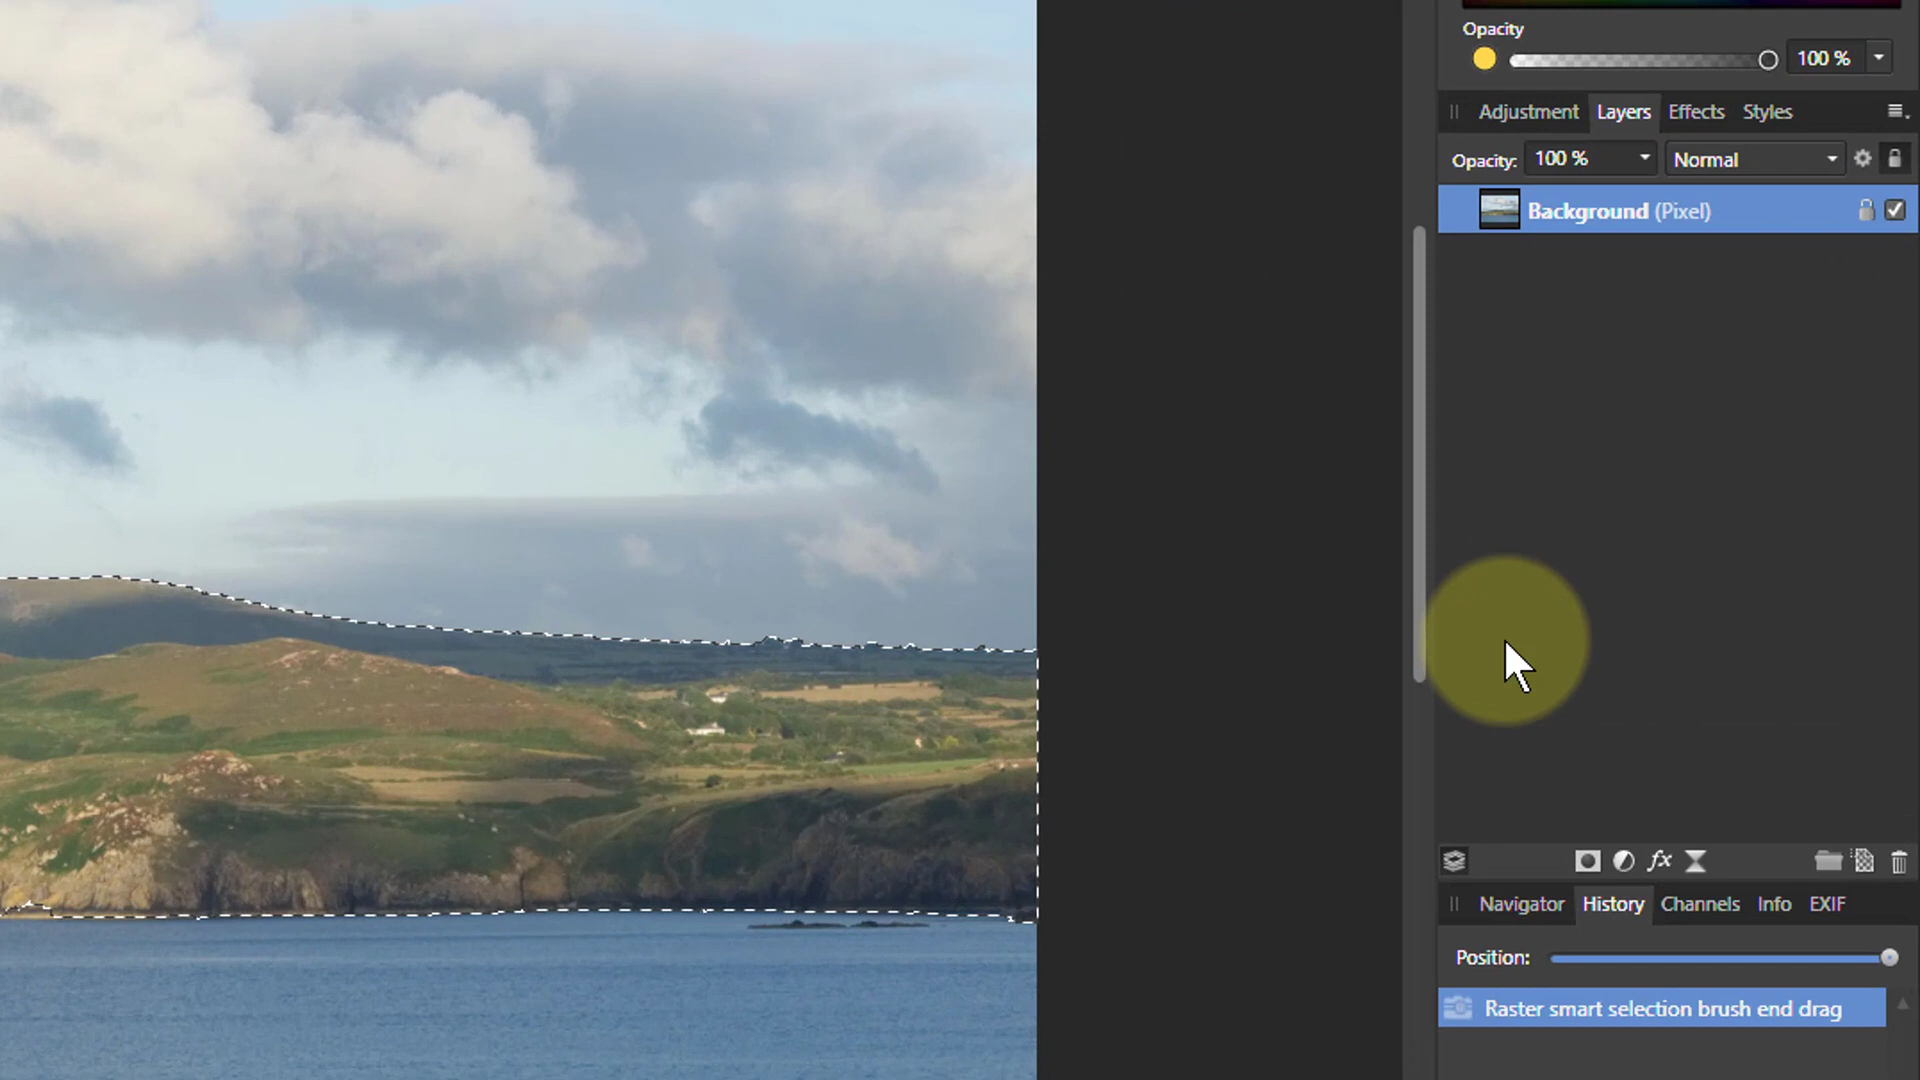 Opacity
100 %
Adjustment Layers Effects Styles
Opacity: 100 % Normal
Background (Pixel)
fx
Navigator History Channels Info EXIF
Position:
Raster smart selection brush end drag